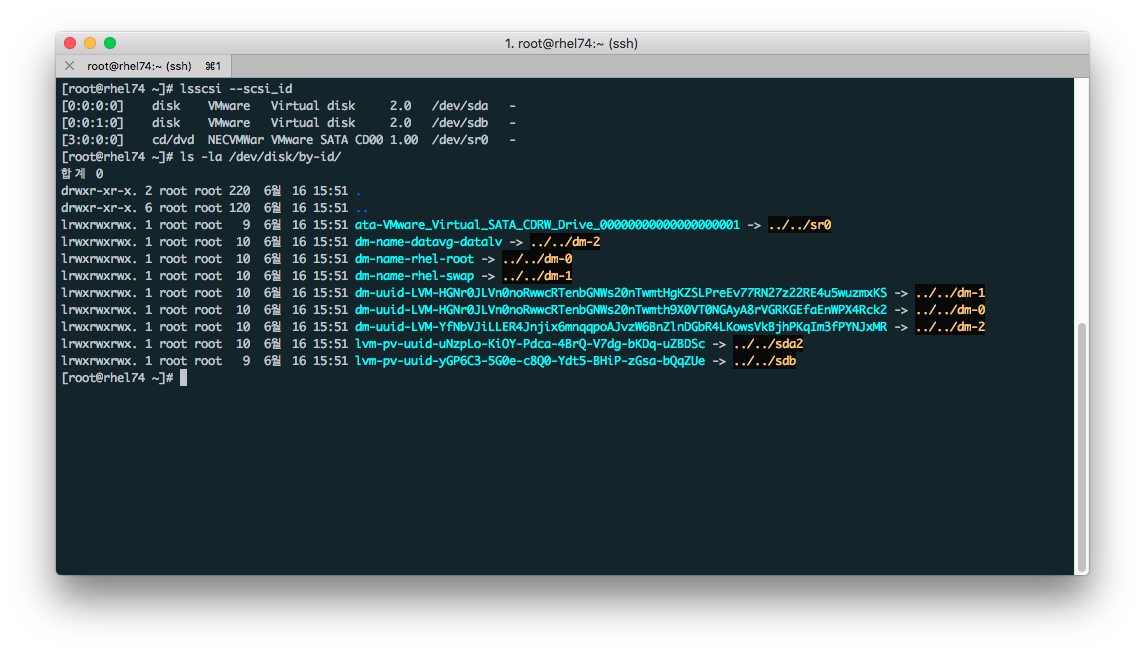 1. root@rhel74:~ (ssh)
× root@rhel74:~ (ssh) ⌘1
[root@rhel74 ~]# lsscsi --scsi_id
[0:0:0:0] disk VMware Virtual disk 2.0 /dev/sda -
[0:0:1:0] disk VMware Virtual disk 2.0 /dev/sdb -
[3:0:0:0] cd/dvd NECVMWar VMware SATA CD00 1.00 /dev/sr0 -
[root@rhel74 ~]# ls -la /dev/disk/by-id/
합계 0
drwxr-xr-x. 2 root root 220 6월 16 15:51 .
drwxr-xr-x. 6 root root 120 6월 16 15:51 ..
lrwxrwxrwx. 1 root root 9 6월 16 15:51 ata-VMware_Virtual_SATA_CDRW_Drive_00000000000000000001 -> ../../sr0
lrwxrwxrwx. 1 root root 10 6월 16 15:51 dm-name-datavg-datalv -> ../../dm-2
lrwxrwxrwx. 1 root root 10 6월 16 15:51 dm-name-rhel-root -> ../../dm-0
lrwxrwxrwx. 1 root root 10 6월 16 15:51 dm-name-rhel-swap -> ../../dm-1
lrwxrwxrwx. 1 root root 10 6월 16 15:51 dm-uuid-LVM-HGNr0JLVn0noRwwcRTenbGNWs20nTwmtHgKZSLPreEv77RN27z22RE4u5wuzmxKS -> ../../dm-1
lrwxrwxrwx. 1 root root 10 6월 16 15:51 dm-uuid-LVM-HGNr0JLVn0noRwwcRTenbGNWs20nTwmth9X0VT0NGAyA8rVGRKGEfaEnWPX4Rck2 -> ../../dm-0
lrwxrwxrwx. 1 root root 10 6월 16 15:51 dm-uuid-LVM-YfNbVJiLLER4Jnjix6mnqqpoAJvzW6BnZlnDGbR4LKowsVkBjhPKqIm3fPYNJxMR -> ../../dm-2
lrwxrwxrwx. 1 root root 10 6월 16 15:51 lvm-pv-uuid-uNzpLo-KiOY-Pdca-4BrQ-V7dg-bKDq-uZBDSc -> ../../sda2
lrwxrwxrwx. 1 root root 9 6월 16 15:51 lvm-pv-uuid-yGP6C3-5G0e-c8Q0-Ydt5-BHiP-zGsa-bQqZUe -> ../../sdb
[root@rhel74 ~]#